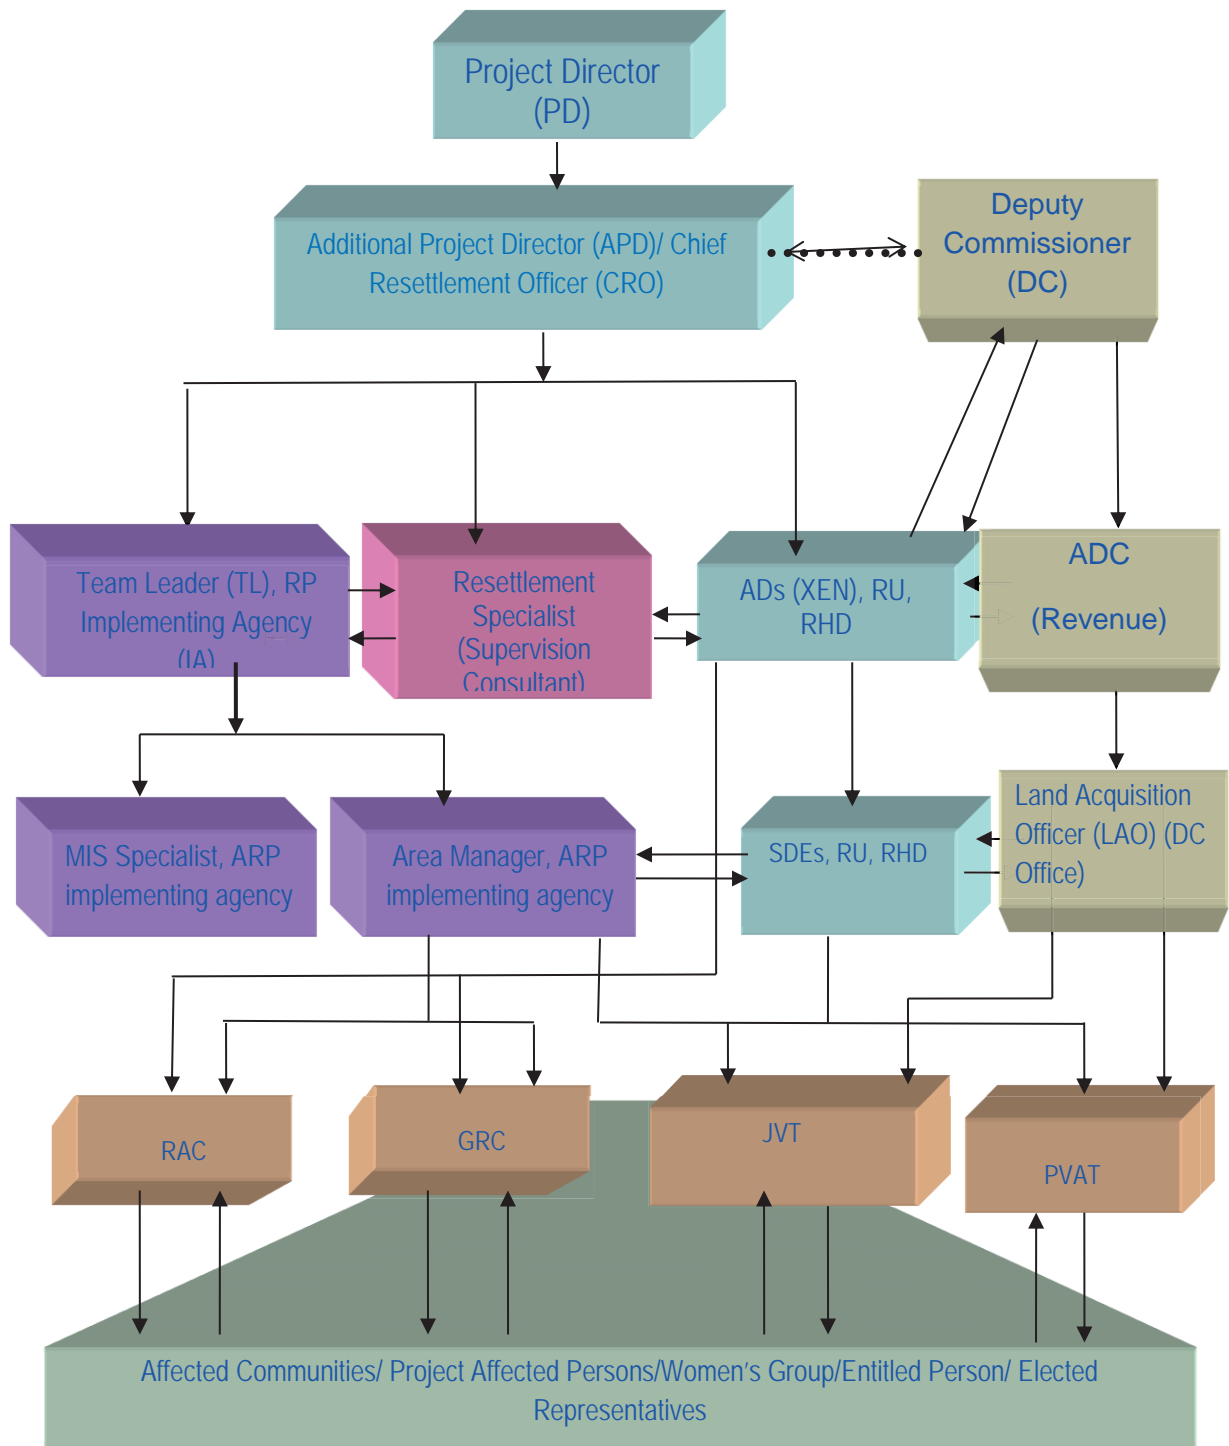 Project Director
(PD)
Additional Project Director (APD)/ Chief
Resettlement Officer (CRO)
Deputy
Commissioner
(DC)
Team Leader (TL), RP
Implementing Agency
(IA)
Resettlement
Specialist
(Supervision
Consultant)
ADs (XEN), RU,
RHD
ADC
(Revenue)
MIS Specialist, ARP
implementing agency
Area Manager, ARP
implementing agency
SDEs, RU, RHD
Land Acquisition
Officer (LAO) (DC
Office)
RAC
GRC
JVT
PVAT
Affected Communities/ Project Affected Persons/Women's Group/Entitled Person/ Elected
Representatives